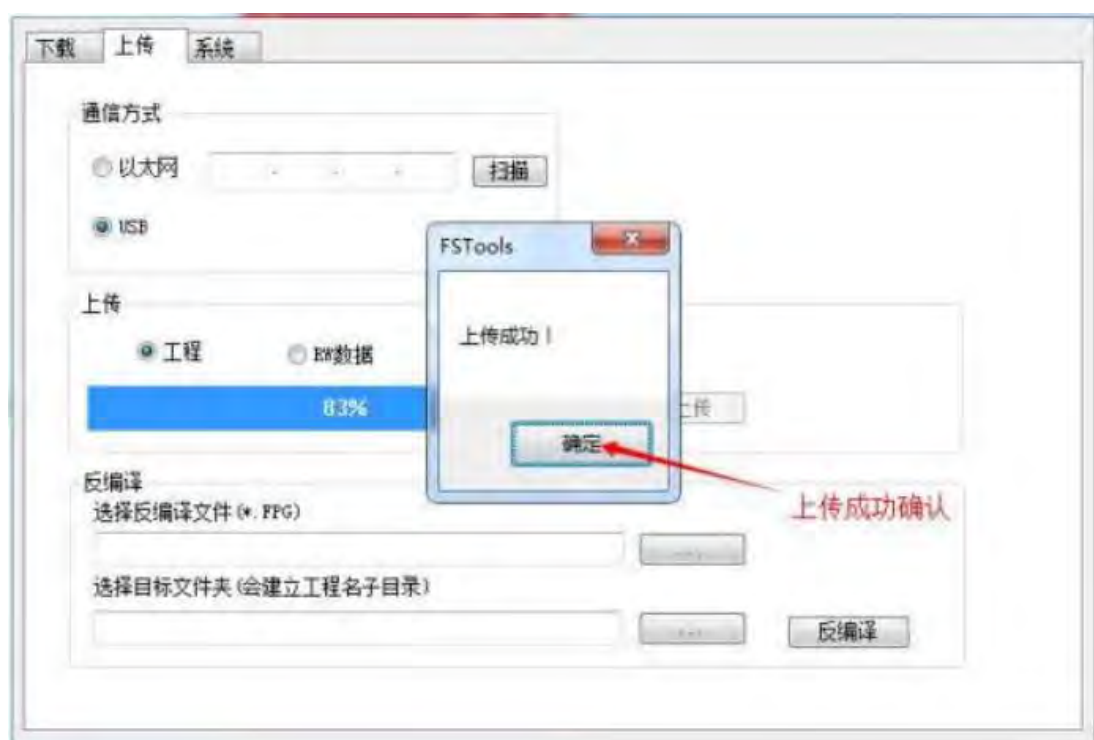 下载 上传 系统
通信方式
以太网 . . . 扫描
USB
FSTools
上传成功！
确定
上传
工程 RW数据
83% 上传
上传成功确认
反编译
选择反编译文件(*.FPG)
...
选择目标文件夹(会建立工程名子目录)
... 反编译